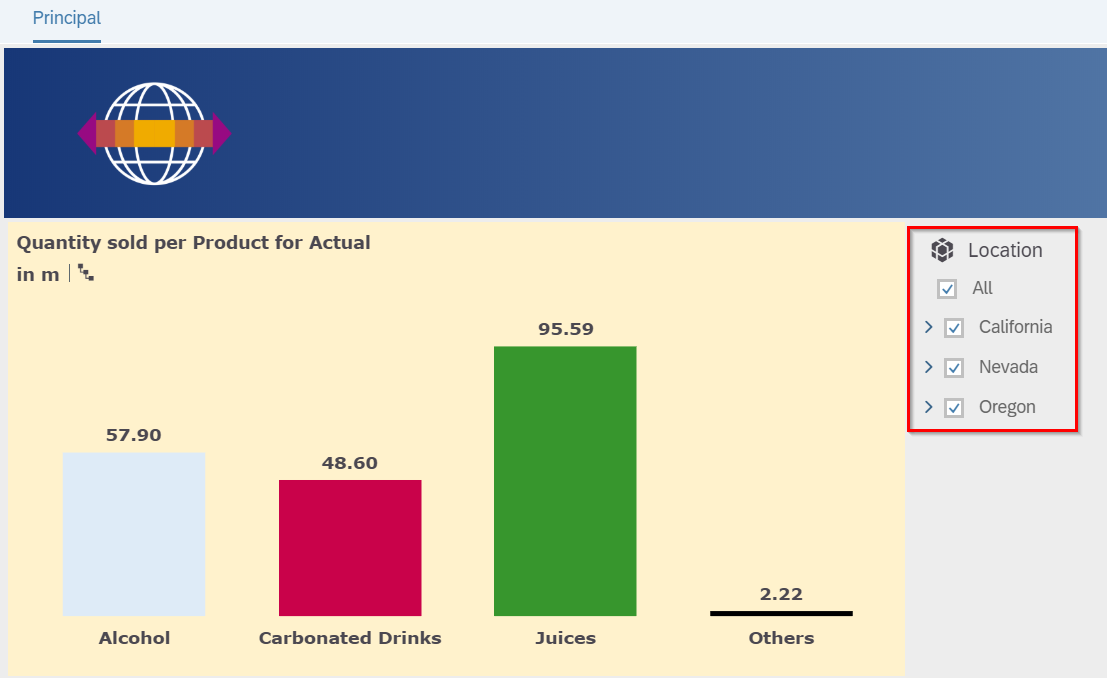 Principal
Quantity sold per Product for Actual
in m
95.59
57.90
48.60
2.22
Alcohol Carbonated Drinks Juices Others
Location
All
California
Nevada
Oregon